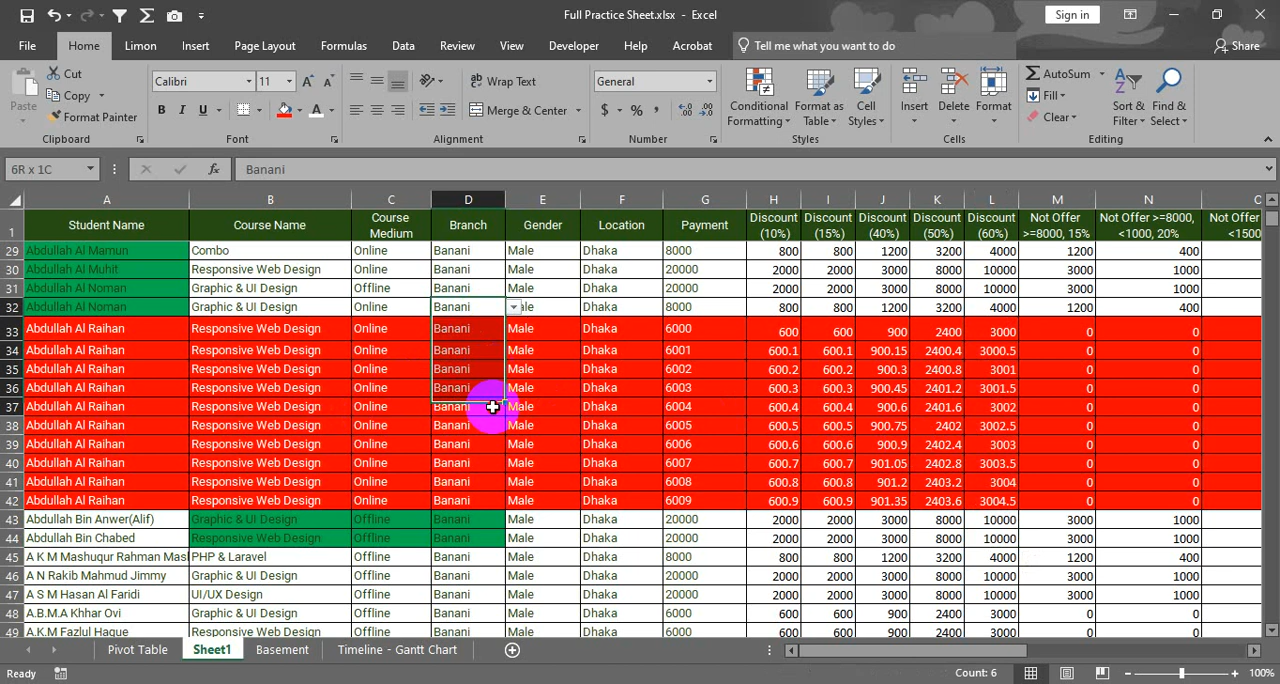 Full Practice Sheet.xlsx - Excel
Sign in
File Home Limon Insert Page Layout Formulas Data Review View Developer Help Acrobat Tell me what you want to do Share
Paste Cut Copy Format Painter Clipboard
Calibri 11 B I U Font
Wrap Text Merge & Center Alignment
General $ % , Number
Conditional Formatting Format as Table Cell Styles Styles
Insert Delete Format Cells
AutoSum Fill Clear Sort & Filter Find & Select Editing
6R x 1C fx Banani
A B C D E F G H I J K L M N
1 Student Name Course Name Course Medium Branch Gender Location Payment Discount (10%) Discount (15%) Discount (40%) Discount (50%) Discount (60%) Not Offer >=8000, 15% Not Offer >=8000, <1000, 20% Not Offer <1500
29 Abdullah Al Mamun Combo Online Banani Male Dhaka 8000 800 800 1200 3200 4000 1200 400
30 Abdullah Al Muhit Responsive Web Design Online Banani Male Dhaka 20000 2000 2000 3000 8000 10000 3000 1000
31 Abdullah Al Noman Graphic & UI Design Offline Banani Male Dhaka 20000 2000 2000 3000 8000 10000 3000 1000
32 Abdullah Al Noman Graphic & UI Design Online Banani ale Dhaka 8000 800 800 1200 3200 4000 1200 400
33 Abdullah Al Raihan Responsive Web Design Online Banani Male Dhaka 6000 600 600 900 2400 3000 0 0
34 Abdullah Al Raihan Responsive Web Design Online Banani Male Dhaka 6001 600.1 600.1 900.15 2400.4 3000.5 0 0
35 Abdullah Al Raihan Responsive Web Design Online Banani Male Dhaka 6002 600.2 600.2 900.3 2400.8 3001 0 0
36 Abdullah Al Raihan Responsive Web Design Online Banani Male Dhaka 6003 600.3 600.3 900.45 2401.2 3001.5 0 0
37 Abdullah Al Raihan Responsive Web Design Online Banani Male Dhaka 6004 600.4 600.4 900.6 2401.6 3002 0 0
38 Abdullah Al Raihan Responsive Web Design Online Banani Male Dhaka 6005 600.5 600.5 900.75 2402 3002.5 0 0
39 Abdullah Al Raihan Responsive Web Design Online Banani Male Dhaka 6006 600.6 600.6 900.9 2402.4 3003 0 0
40 Abdullah Al Raihan Responsive Web Design Online Banani Male Dhaka 6007 600.7 600.7 901.05 2402.8 3003.5 0 0
41 Abdullah Al Raihan Responsive Web Design Online Banani Male Dhaka 6008 600.8 600.8 901.2 2403.2 3004 0 0
42 Abdullah Al Raihan Responsive Web Design Online Banani Male Dhaka 6009 600.9 600.9 901.35 2403.6 3004.5 0 0
43 Abdullah Bin Anwer(Alif) Graphic & UI Design Offline Banani Male Dhaka 20000 2000 2000 3000 8000 10000 3000 1000
44 Abdullah Bin Chabed Responsive Web Design Offline Banani Male Dhaka 20000 2000 2000 3000 8000 10000 3000 1000
45 A K M Mashuqur Rahman Mas PHP & Laravel Offline Banani Male Dhaka 8000 800 800 1200 3200 4000 1200 400
46 A N Rakib Mahmud Jimmy Graphic & UI Design Offline Banani Male Dhaka 20000 2000 2000 3000 8000 10000 3000 1000
47 A S M Hasan Al Faridi UI/UX Design Offline Banani Male Dhaka 20000 2000 2000 3000 8000 10000 3000 1000
48 A.B.M.A Khhar Ovi Graphic & UI Design Offline Banani Male Dhaka 6000 600 600 900 2400 3000 0 0
49 A.K.M Fazlul Haque Responsive Web Design Offline Banani Male Dhaka 6000 600 600 900 2400 3000 0 0
Pivot Table Sheet1 Basement Timeline - Gantt Chart
Ready Count: 6 100%